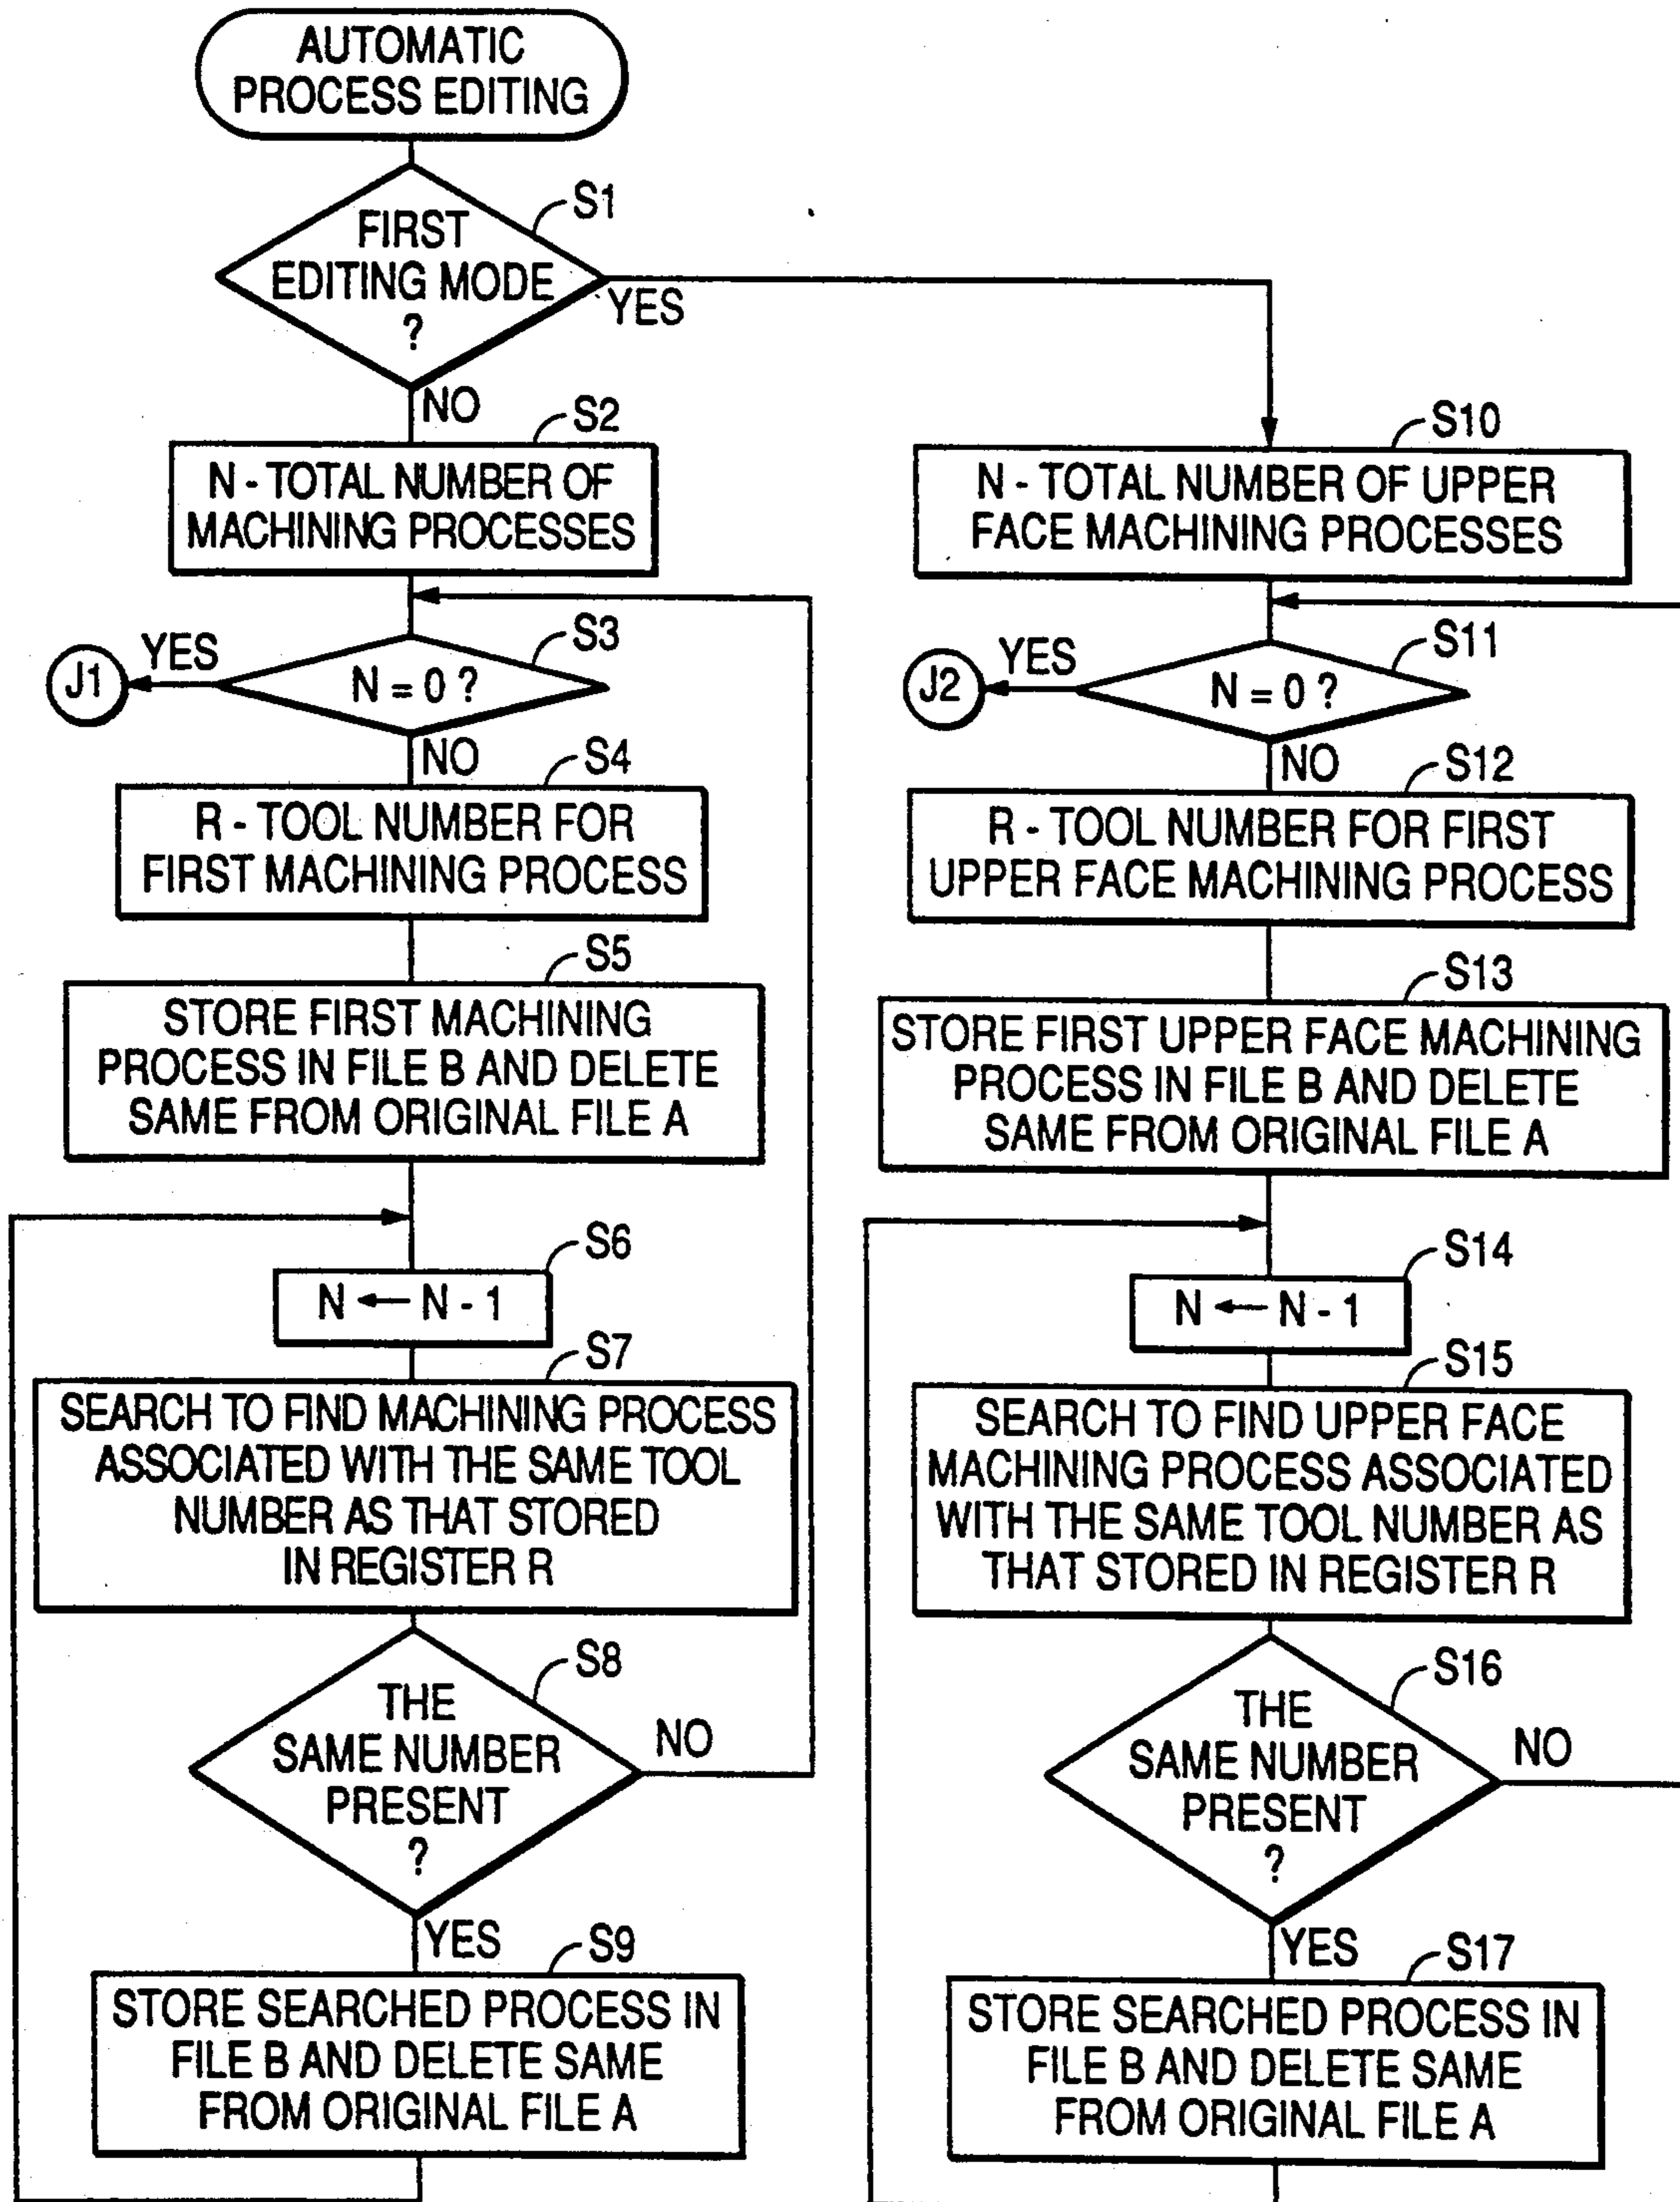 AUTOMATIC
PROCESS EDITING
S1
FIRST
EDITING MODE
?
YES
NO
S2
N - TOTAL NUMBER OF
MACHINING PROCESSES
S3
YES
J1
N = 0 ?
NO
S4
R - TOOL NUMBER FOR
FIRST MACHINING PROCESS
S5
STORE FIRST MACHINING
PROCESS IN FILE B AND DELETE
SAME FROM ORIGINAL FILE A
S6
N ← N - 1
S7
SEARCH TO FIND MACHINING PROCESS
ASSOCIATED WITH THE SAME TOOL
NUMBER AS THAT STORED
IN REGISTER R
S8
THE
SAME NUMBER
PRESENT
?
NO
YES
S9
STORE SEARCHED PROCESS IN
FILE B AND DELETE SAME
FROM ORIGINAL FILE A
S10
N - TOTAL NUMBER OF UPPER
FACE MACHINING PROCESSES
S11
YES
J2
N = 0 ?
NO
S12
R - TOOL NUMBER FOR FIRST
UPPER FACE MACHINING PROCESS
S13
STORE FIRST UPPER FACE MACHINING
PROCESS IN FILE B AND DELETE
SAME FROM ORIGINAL FILE A
S14
N ← N - 1
S15
SEARCH TO FIND UPPER FACE
MACHINING PROCESS ASSOCIATED
WITH THE SAME TOOL NUMBER AS
THAT STORED IN REGISTER R
S16
THE
SAME NUMBER
PRESENT
?
NO
YES
S17
STORE SEARCHED PROCESS IN
FILE B AND DELETE SAME
FROM ORIGINAL FILE A